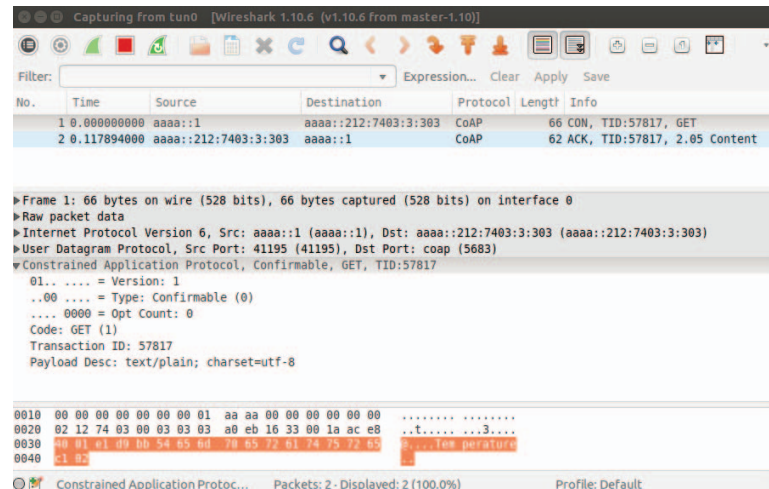 Capturing from tun0 [Wireshark 1.10.6 (v1.10.6 from master-1.10)]
Filter: Expression... Clear Apply Save
No. Time Source Destination Protocol Length Info
1 0.000000000 aaaa::1 aaaa::212:7403:3:303 CoAP 66 CON, TID:57817, GET
2 0.117894000 aaaa::212:7403:3:303 aaaa::1 CoAP 62 ACK, TID:57817, 2.05 Content
Frame 1: 66 bytes on wire (528 bits), 66 bytes captured (528 bits) on interface 0
Raw packet data
Internet Protocol Version 6, Src: aaaa::1 (aaaa::1), Dst: aaaa::212:7403:3:303 (aaaa::212:7403:3:303)
User Datagram Protocol, Src Port: 41195 (41195), Dst Port: coap (5683)
Constrained Application Protocol, Confirmable, GET, TID:57817
01.. .... = Version: 1
..00 .... = Type: Confirmable (0)
.... 0000 = Opt Count: 0
Code: GET (1)
Transaction ID: 57817
Payload Desc: text/plain; charset=utf-8
0010 00 00 00 00 00 00 00 01 aa aa 00 00 00 00 00 00 ........ ........
0020 02 12 74 03 00 03 03 03 a0 eb 16 33 00 1a ac e8 ..t..... ...3....
0030 40 01 e1 d9 bb 54 65 6d 70 65 72 61 74 75 72 65 @....Tem perature
0040 c1 02 ..
Constrained Application Protoc... Packets: 2 · Displayed: 2 (100.0%) Profile: Default